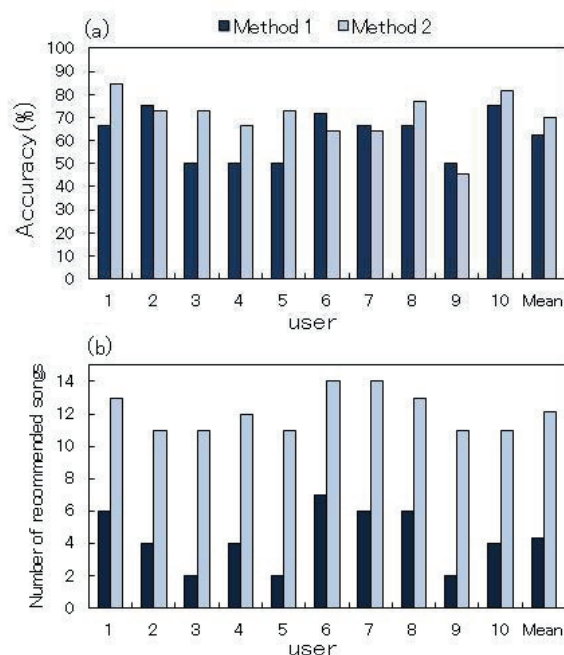 (a)
Method 1 Method 2
100
90
80
70
60
50
40
30
20
10
0
Accuracy(%)
1 2 3 4 5 6 7 8 9 10 Mean
user
(b)
14
12
10
8
6
4
2
0
Number of recommended songs
1 2 3 4 5 6 7 8 9 10 Mean
user